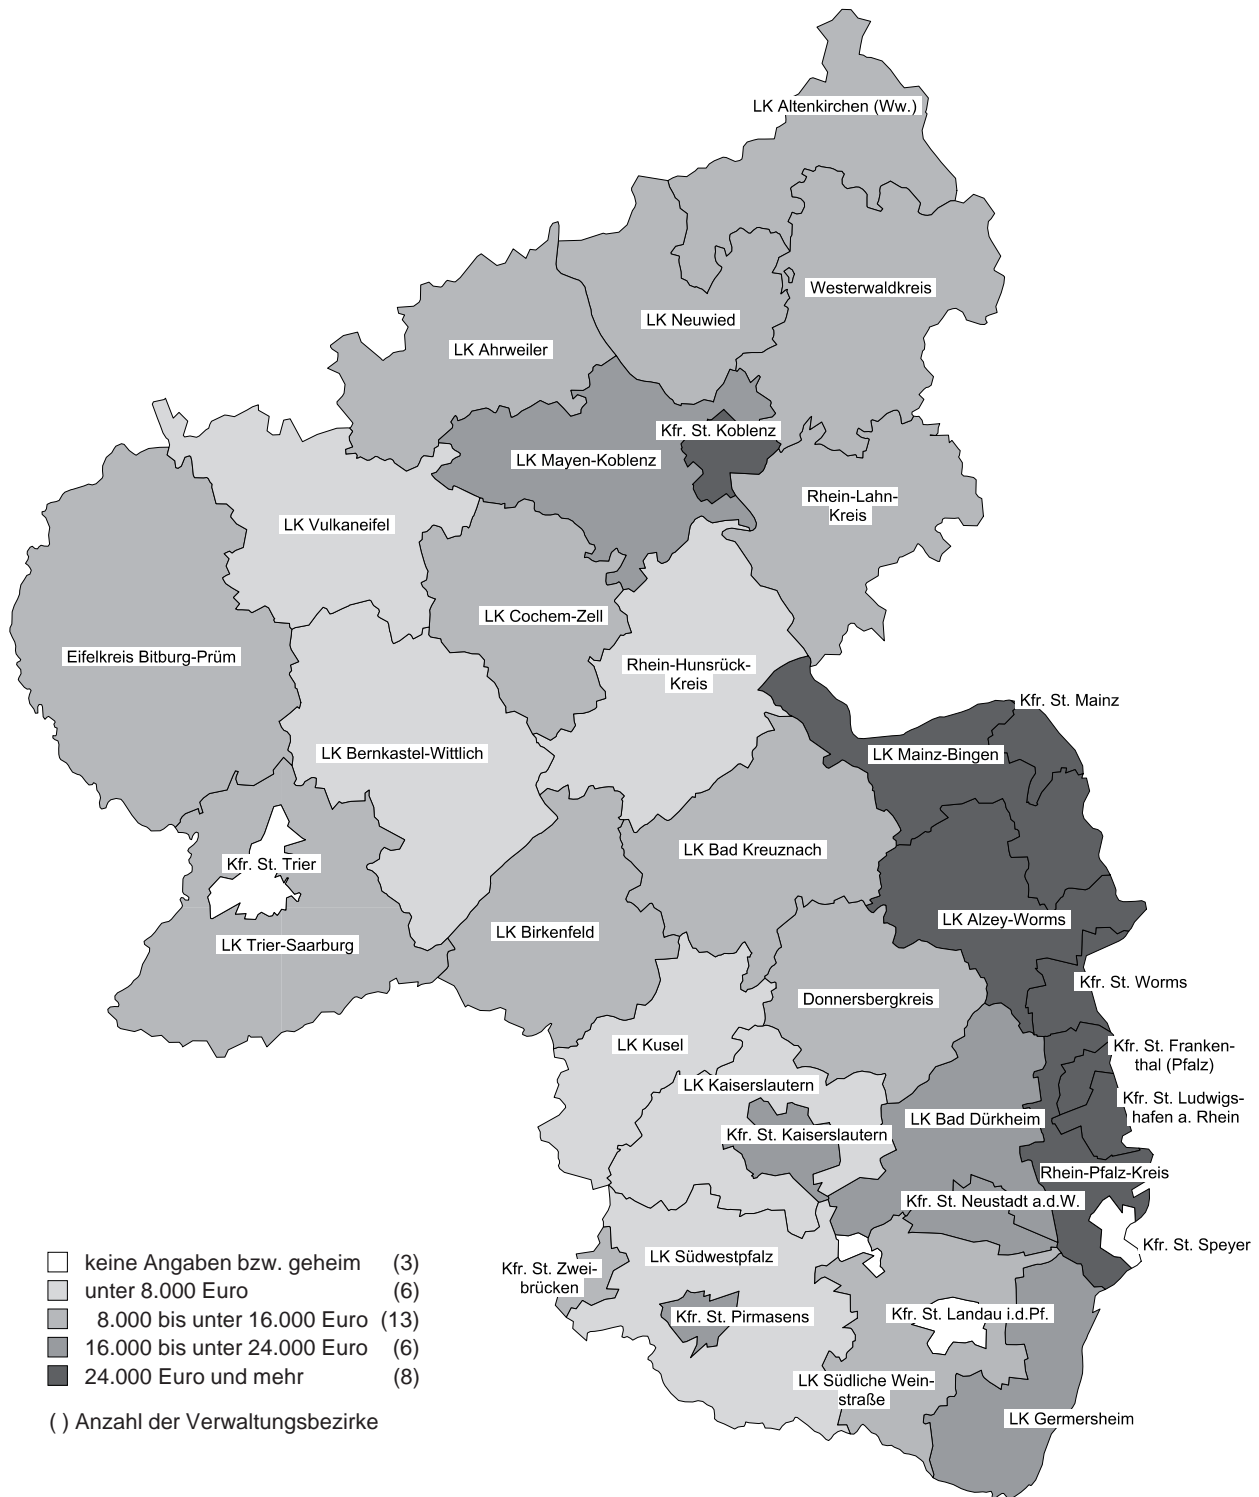 LK Altenkirchen (Ww.)
Westerwaldkreis
LK Neuwied
LK Ahrweiler
Kfr. St. Koblenz
LK Mayen-Koblenz
Rhein-Lahn-
Kreis
LK Vulkaneifel
LK Cochem-Zell
Eifelkreis Bitburg-Prüm
Rhein-Hunsrück-
Kreis
Kfr. St. Mainz
LK Bernkastel-Wittlich
LK Mainz-Bingen
LK Bad Kreuznach
Kfr. St. Trier
LK Alzey-Worms
LK Birkenfeld
LK Trier-Saarburg
Kfr. St. Worms
Donnersbergkreis
LK Kusel
Kfr. St. Franken-
thal (Pfalz)
LK Kaiserslautern
Kfr. St. Ludwigs-
hafen a. Rhein
LK Bad Dürkheim
Kfr. St. Kaiserslautern
Rhein-Pfalz-Kreis
Kfr. St. Neustadt a.d.W.
Kfr. St. Speyer
LK Südwestpfalz
Kfr. St. Zwei-
brücken
Kfr. St. Landau i.d.Pf.
Kfr. St. Pirmasens
LK Südliche Wein-
straße
LK Germersheim
keine Angaben bzw. geheim (3)
unter 8.000 Euro (6)
8.000 bis unter 16.000 Euro (13)
16.000 bis unter 24.000 Euro (6)
24.000 Euro und mehr (8)
( ) Anzahl der Verwaltungsbezirke